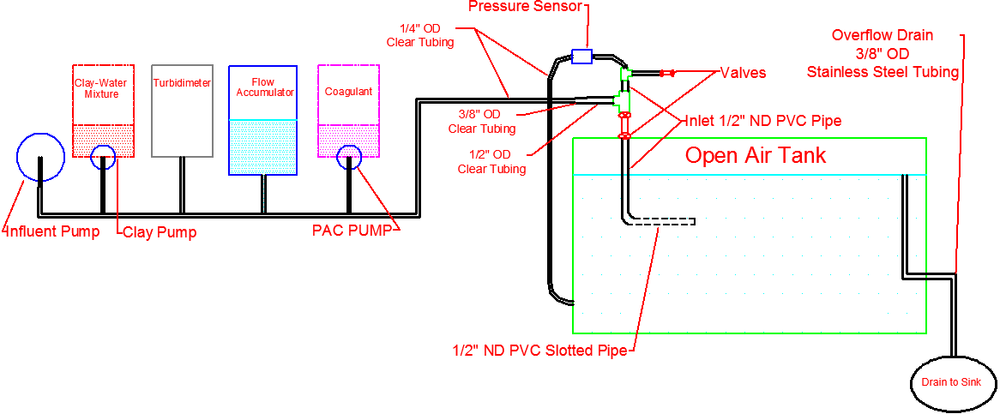 Pressure Sensor
1/4" OD
Clear Tubing
Overflow Drain
3/8" OD
Stainless Steel Tubing
Clay-Water
Mixture
Turbidimeter
Flow
Accumulator
Coagulant
Valves
3/8" OD
Clear Tubing
Inlet 1/2" ND PVC Pipe
1/2" OD
Clear Tubing
Open Air Tank
Influent Pump
Clay Pump
PAC PUMP
1/2" ND PVC Slotted Pipe
Drain to Sink